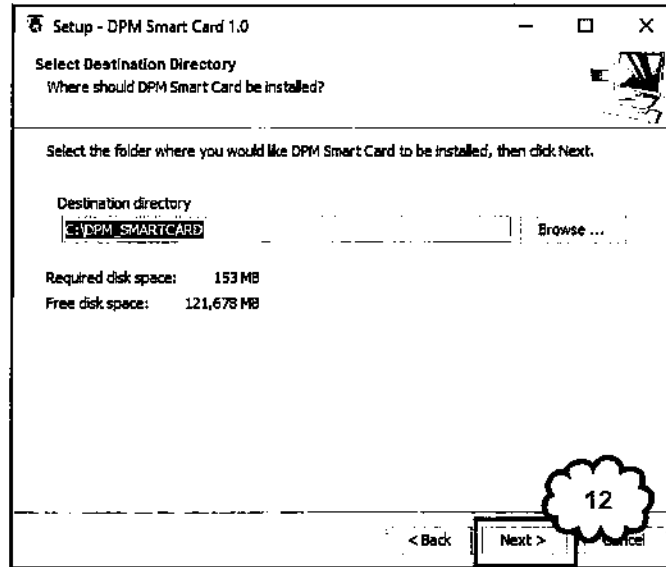 Setup - DPM Smart Card 1.0
Select Destination Directory
Where should DPM Smart Card be installed?
Select the folder where you would like DPM Smart Card to be installed, then click Next.
Destination directory
C:\DPM_SMARTCARD
Browse ...
Required disk space: 153 MB
Free disk space: 121,678 MB
12
< Back
Next >